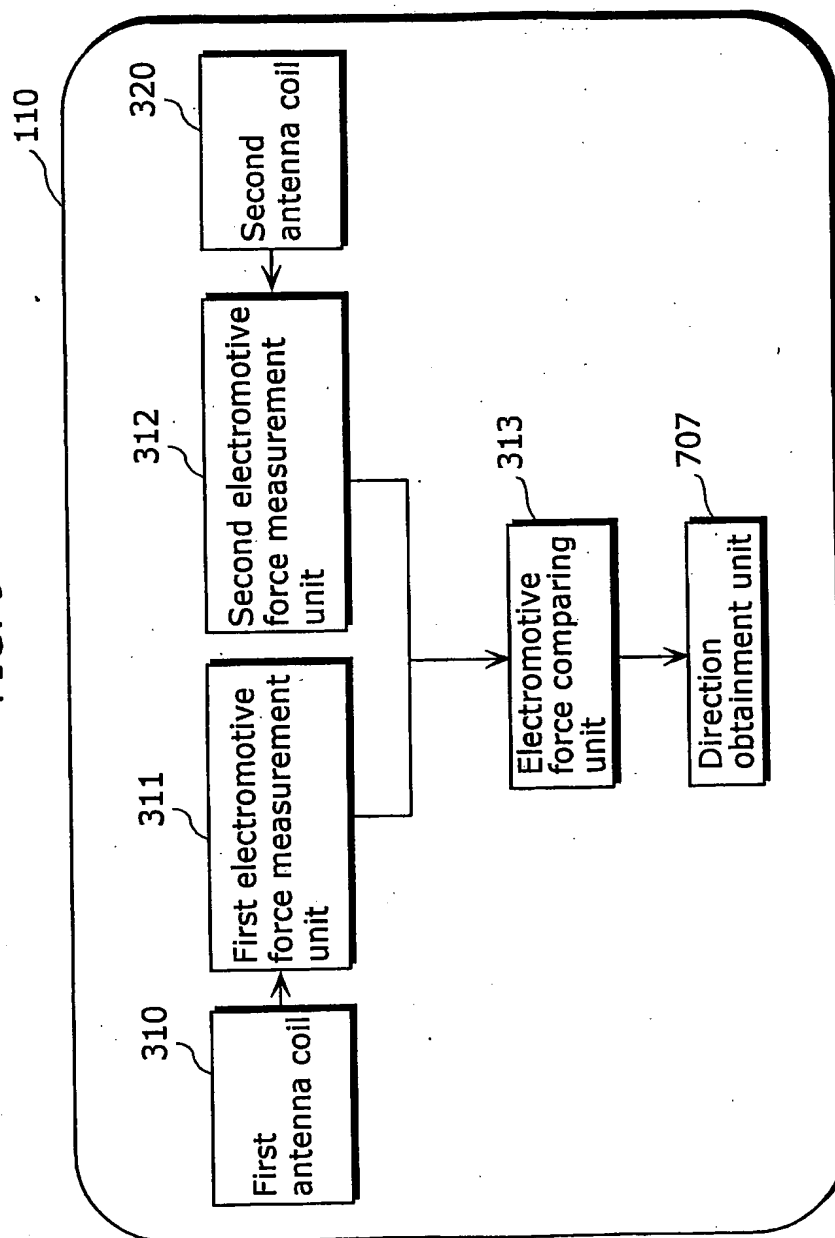 110
310
311
312
320
First
antenna coil
First electromotive
force measurement
unit
Second electromotive
force measurement
unit
Second
antenna coil
313
Electromotive
force comparing
unit
707
Direction
obtainment unit